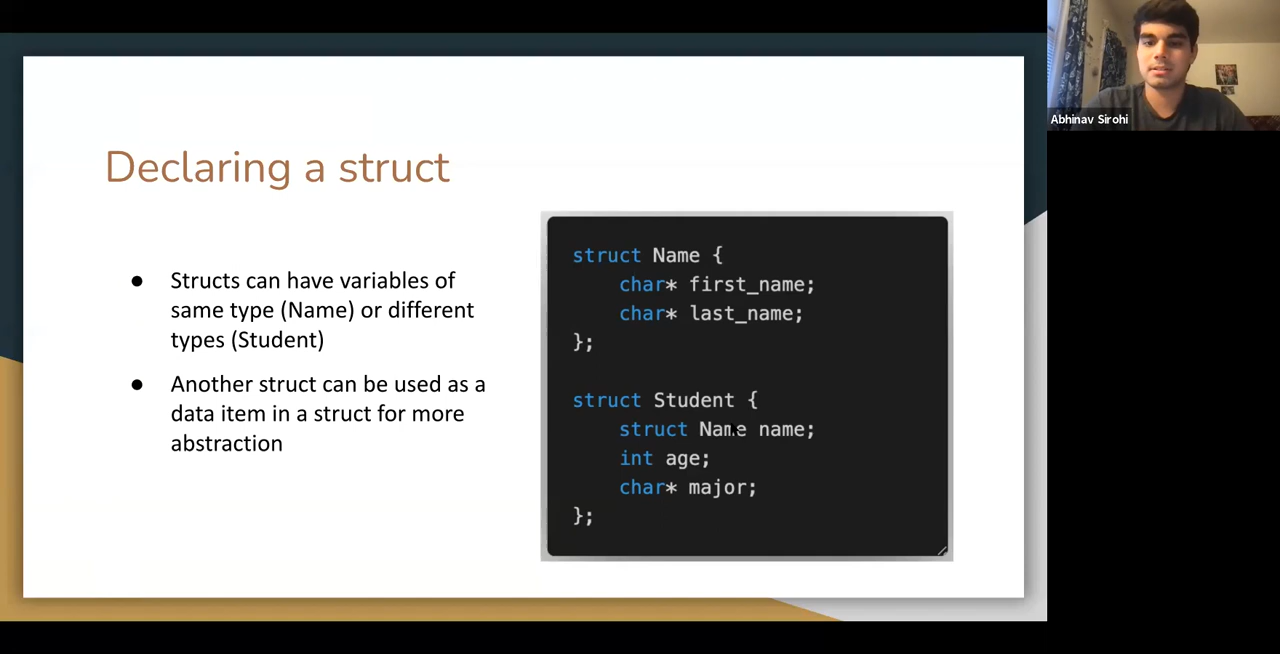 Declaring a struct
● Structs can have variables of
same type (Name) or different
types (Student)
● Another struct can be used as a
data item in a struct for more
abstraction
struct Name {
    char* first_name;
    char* last_name;
};
struct Student {
    struct Name name;
    int age;
    char* major;
};
Abhinav Sirohi